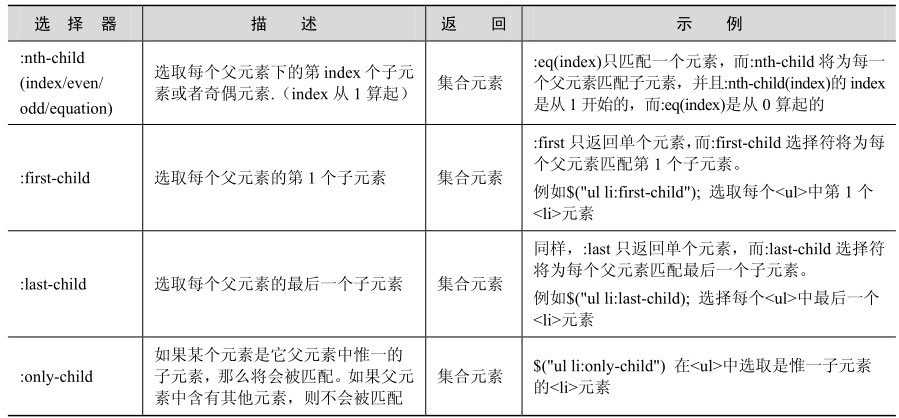 选 择 器
描 述
返 回
示 例
:nth-child
(index/even/
odd/equation)
选取每个父元素下的第 index 个子元
素或者奇偶元素.（index 从 1 算起）
集合元素
:eq(index)只匹配一个元素，而:nth-child 将为每一
个父元素匹配子元素，并且:nth-child(index)的 index
是从 1 开始的，而:eq(index)是从 0 算起的
:first-child
选取每个父元素的第 1 个子元素
集合元素
:first 只返回单个元素，而:first-child 选择符将为每
个父元素匹配第 1 个子元素。
例如$("ul li:first-child"); 选取每个<ul>中第 1 个
<li>元素
:last-child
选取每个父元素的最后一个子元素
集合元素
同样，:last 只返回单个元素，而:last-child 选择符
将为每个父元素匹配最后一个子元素。
例如$("ul li:last-child); 选择每个<ul>中最后一个
<li>元素
:only-child
如果某个元素是它父元素中惟一的
子元素，那么将会被匹配。如果父元
素中含有其他元素，则不会被匹配
集合元素
$("ul li:only-child") 在<ul>中选取是惟一子元素
的<li>元素